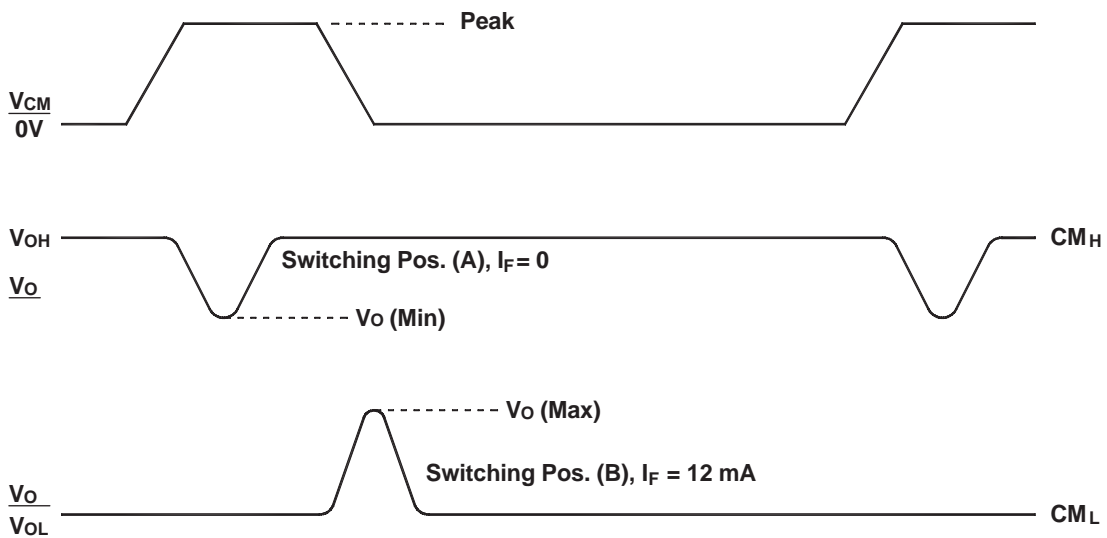 Peak
VCM
0V
VOH
CMH
Switching Pos. (A), IF = 0
VO
VO (Min)
VO (Max)
Switching Pos. (B), IF = 12 mA
VO
VOL
CML